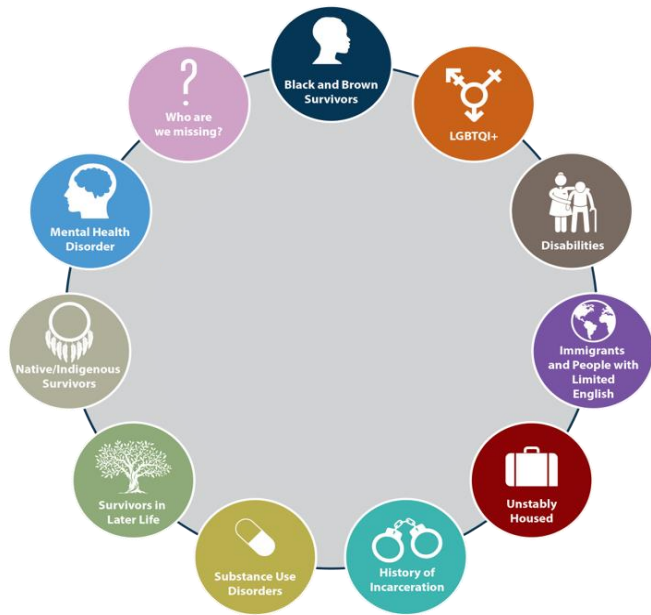 Black and Brown
Survivors
LGBTQI+
Disabilities
Immigrants
and People with
Limited
English
Unstably
Housed
History of
Incarceration
Substance Use
Disorders
Survivors in
Later Life
Native/Indigenous
Survivors
Mental Health
Disorder
?
Who are
we missing?